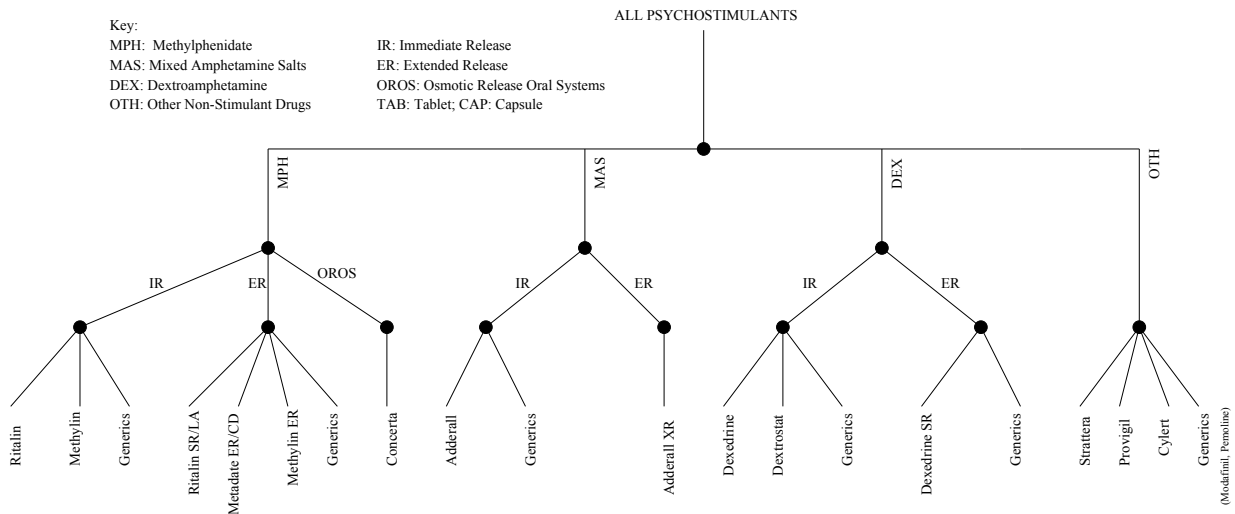 ALL PSYCHOSTIMULANTS
Key:
MPH: Methylphenidate
IR: Immediate Release
MAS: Mixed Amphetamine Salts
ER: Extended Release
DEX: Dextroamphetamine
OROS: Osmotic Release Oral Systems
OTH: Other Non-Stimulant Drugs
TAB: Tablet; CAP: Capsule
MPH
MAS
DEX
OTH
IR
ER
OROS
IR
ER
IR
ER
Ritalin
Methylin
Generics
Ritalin SR/LA
Metadate ER/CD
Methylin ER
Generics
Concerta
Adderall
Generics
Adderall XR
Dexedrine
Dextrostat
Generics
Dexedrine SR
Generics
Strattera
Provigil
Cylert
Generics
(Modafinil, Pemoline)